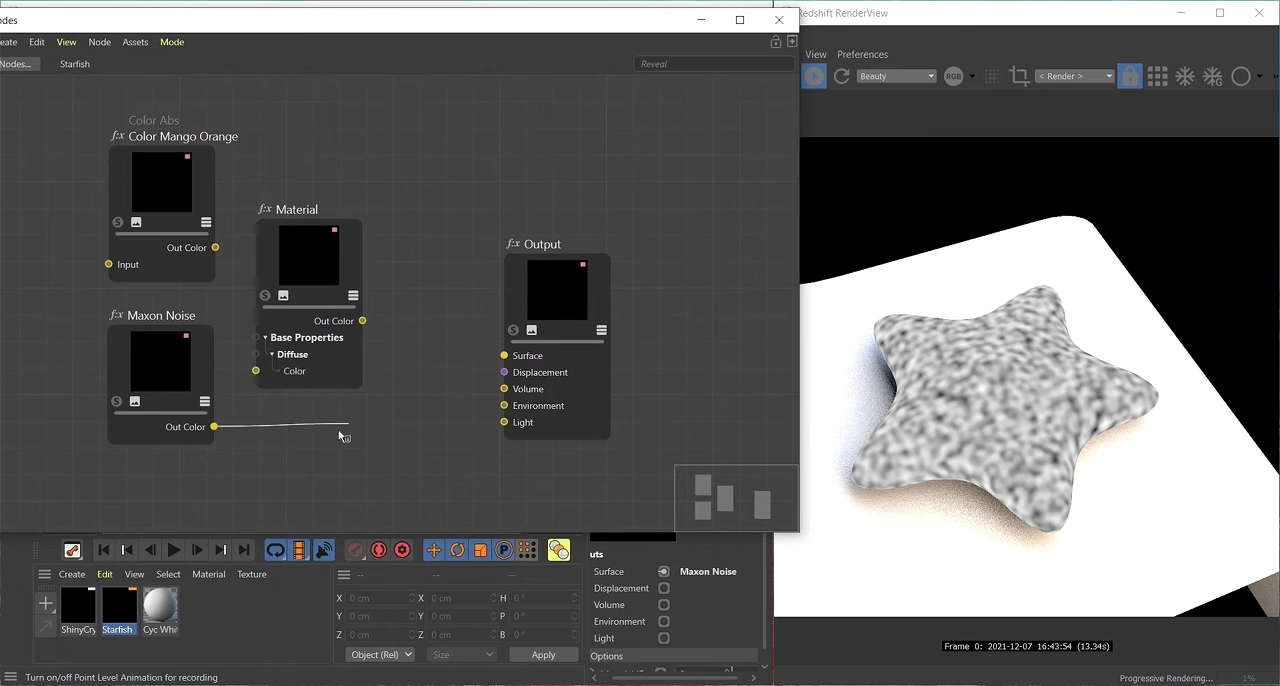 odes
Redshift RenderView
eate Edit View Node Assets Mode
Nodes... Starfish
Reveal
View Preferences
Beauty
RGB
< Render >
G
Color Abs
f:x Color Mango Orange
S
Out Color
Input
f:x Material
S
Out Color
Base Properties
Diffuse
Color
f:x Output
S
Surface
Displacement
Volume
Environment
Light
f:x Maxon Noise
S
Out Color
P
Create Edit View Select Material Texture
ShinyCry Starfish Cyc Whi
-- -- --
X 0 cm X 0 cm H 0 °
Y 0 cm Y 0 cm P 0 °
Z 0 cm Z 0 cm B 0 °
Object (Rel) Size Apply
uts
Surface Maxon Noise
Displacement
Volume
Environment
Light
Options
Frame 0: 2021-12-07 16:43:54 (13.34s)
Turn on/off Point Level Animation for recording
Progressive Rendering... 1%